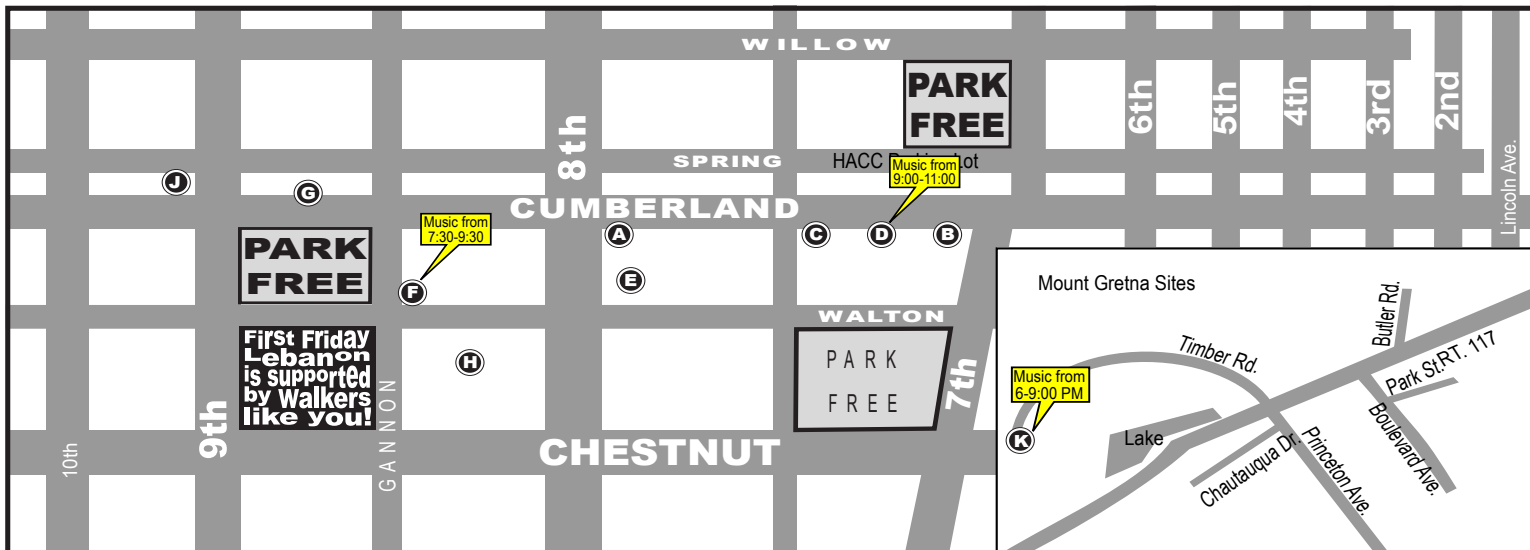 WILLOW
PARK
FREE
6th
5th
4th
3rd
2nd
Lincoln Ave.
8th
SPRING
HACC Parking Lot
Music from
9:00-11:00
J
G
CUMBERLAND
Music from
7:30-9:30
A
C
D
B
PARK
FREE
E
F
WALTON
First Friday
Lebanon
is supported
by Walkers
like you!
H
PARK
FREE
7th
9th
10th
GANNON
CHESTNUT
Mount Gretna Sites
Butler Rd.
Timber Rd.
RT. 117
Park St.
Music from
6-9:00 PM
K
Lake
Chautauqua Dr.
Princeton Ave.
Boulevard Ave.